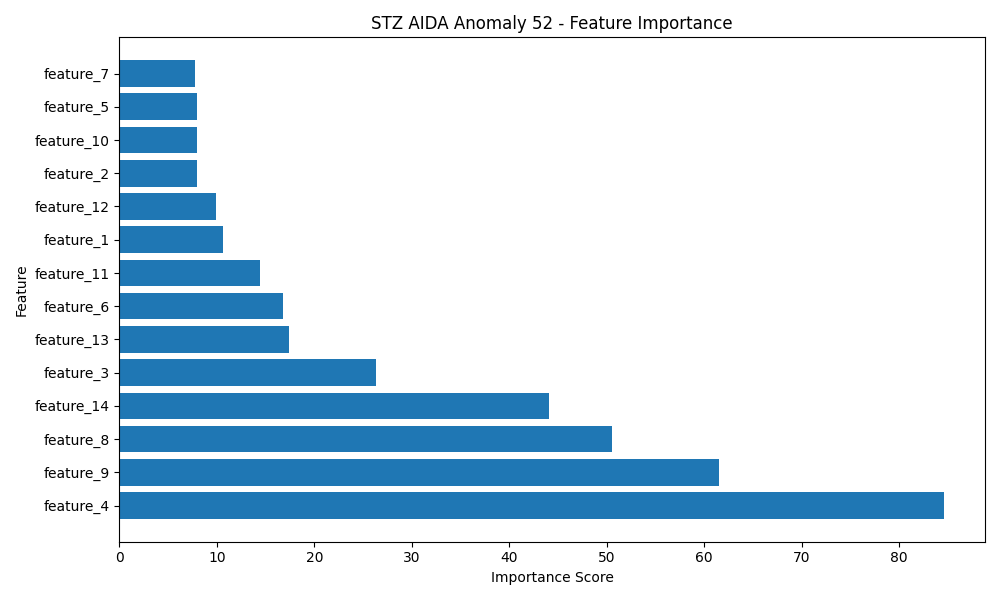 STZ AIDA Anomaly 52 - Feature Importance
feature_7
feature_5
feature_10
feature_2
feature_12
feature_1
feature_11
feature_6
feature_13
feature_3
feature_14
feature_8
feature_9
feature_4
Feature
0 10 20 30 40 50 60 70 80
Importance Score